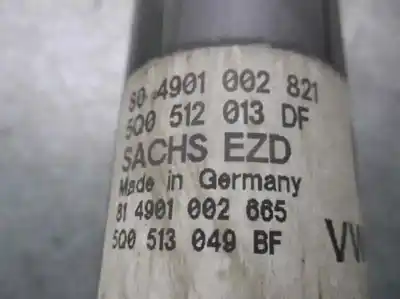 80 4901 002 821
5Q0 512 013 DF
SACHS EZD
Made in Germany
81 4901 002 665
5Q0 513 049 BF